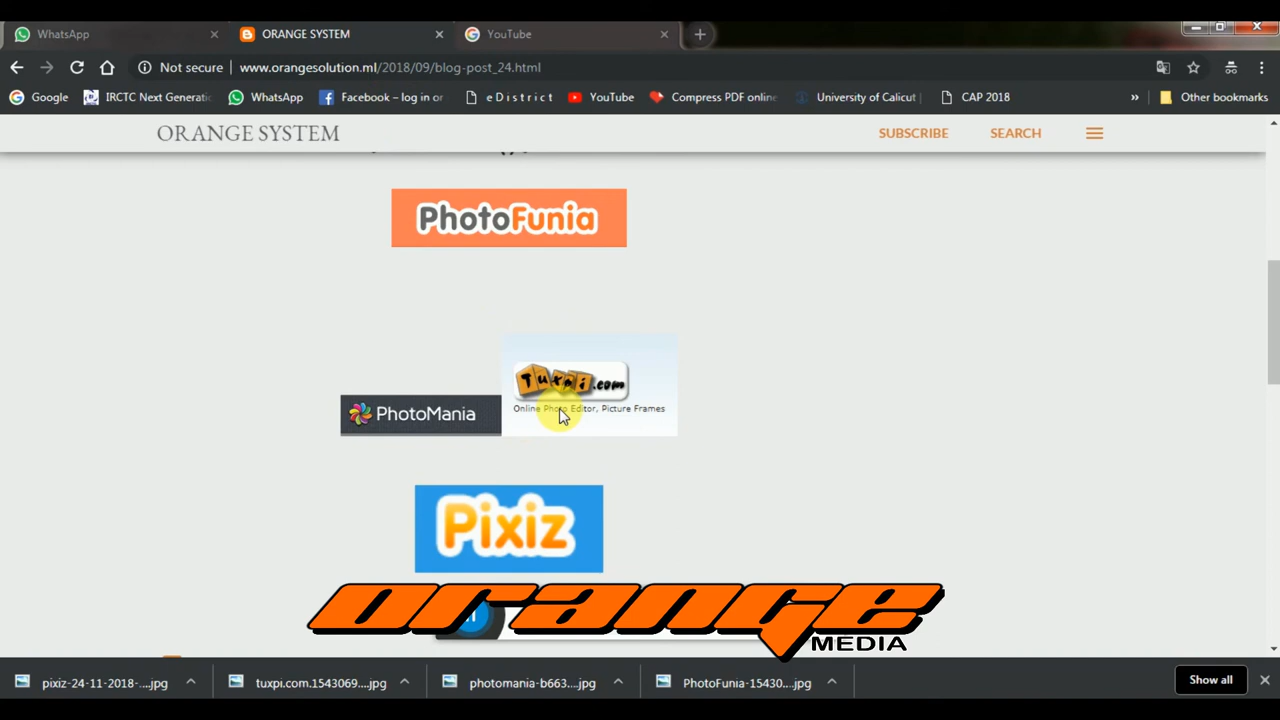 WhatsApp
ORANGE SYSTEM
YouTube
Not secure
www.orangesolution.ml/2018/09/blog-post_24.html
Google
IRCTC Next Generati
WhatsApp
Facebook – log in or
e D i s t r i c t
YouTube
Compress PDF online
University of Calicut |
CAP 2018
»
Other bookmarks
ORANGE SYSTEM
SUBSCRIBE
SEARCH
PhotoFunia
Tuxpi.com
Online Photo Editor, Picture Frames
PhotoMania
Pixiz
orange
MEDIA
pixiz-24-11-2018-....jpg
tuxpi.com.1543069....jpg
photomania-b663....jpg
PhotoFunia-15430....jpg
Show all